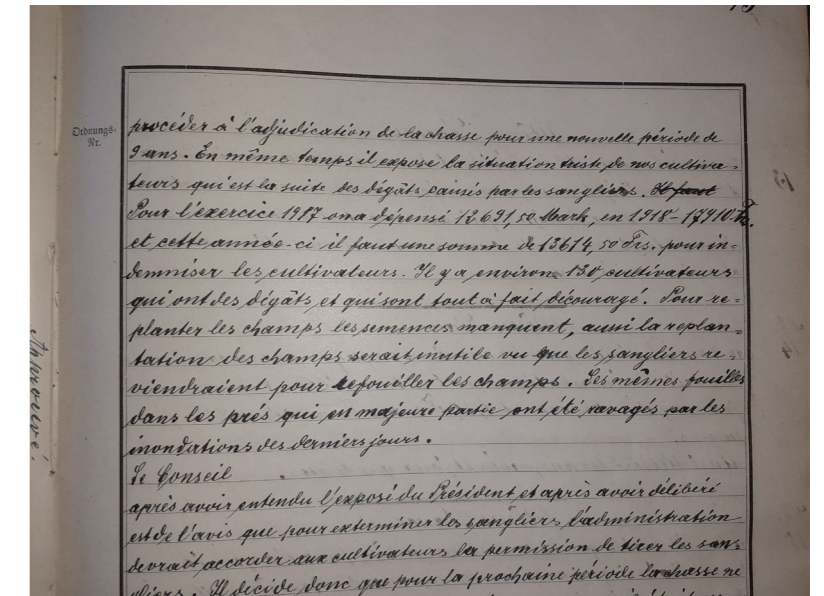 Ordnungs-
Nr.
procéder à l'adjudication de la chasse pour une nouvelle période de
9 ans. En même temps il expose la situation triste de nos cultiva-
teurs qui est la suite des dégâts causés par les sangliers. Il faut
Pour l'exercice 1917 on a dépensé 12691,50 Mark, en 1918 - 17910 Frs.
et cette année-ci il faut une somme de 13614,50 Frs. pour in-
demniser les cultivateurs. Il y a environ 130 cultivateurs
qui ont des dégâts et qui sont tout à fait découragé. Pour re-
planter les champs les semences manquent, aussi la replan-
tation des champs serait inutile vu que les sangliers re-
viendraient pour refouiller les champs. Les mêmes fouilles
dans les prés qui en majeure partie ont été ravagés par les
inondations des derniers jours.
Le Conseil
après avoir entendu l'exposé du Président et après avoir délibéré
est de l'avis que pour exterminer les sangliers l'administration
devrait accorder aux cultivateurs la permission de tirer les san-
gliers. Il décide donc que pour la prochaine période la chasse ne
Approuvé.